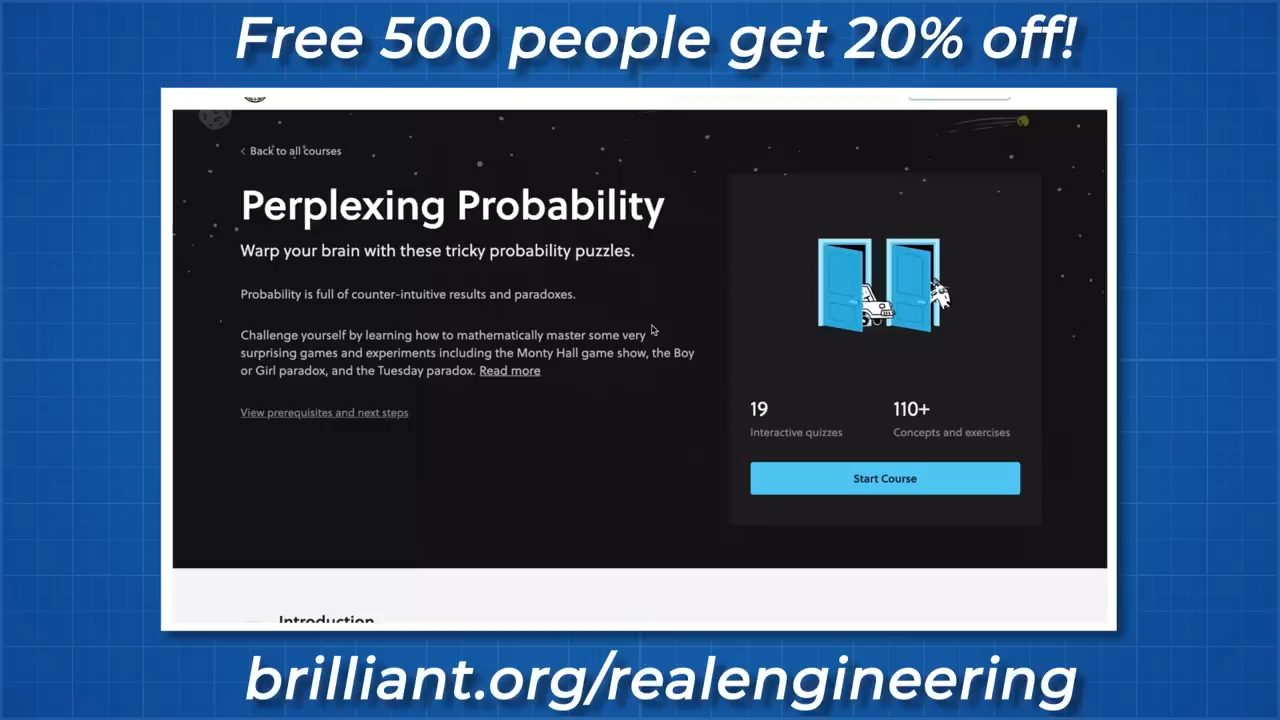 Free 500 people get 20% off!
< Back to all courses
Perplexing Probability
Warp your brain with these tricky probability puzzles.
Probability is full of counter-intuitive results and paradoxes.
Challenge yourself by learning how to mathematically master some very
surprising games and experiments including the Monty Hall game show, the Boy
or Girl paradox, and the Tuesday paradox. Read more
View prerequisites and next steps
19
Interactive quizzes
110+
Concepts and exercises
Start Course
Introduction
brilliant.org/realengineering